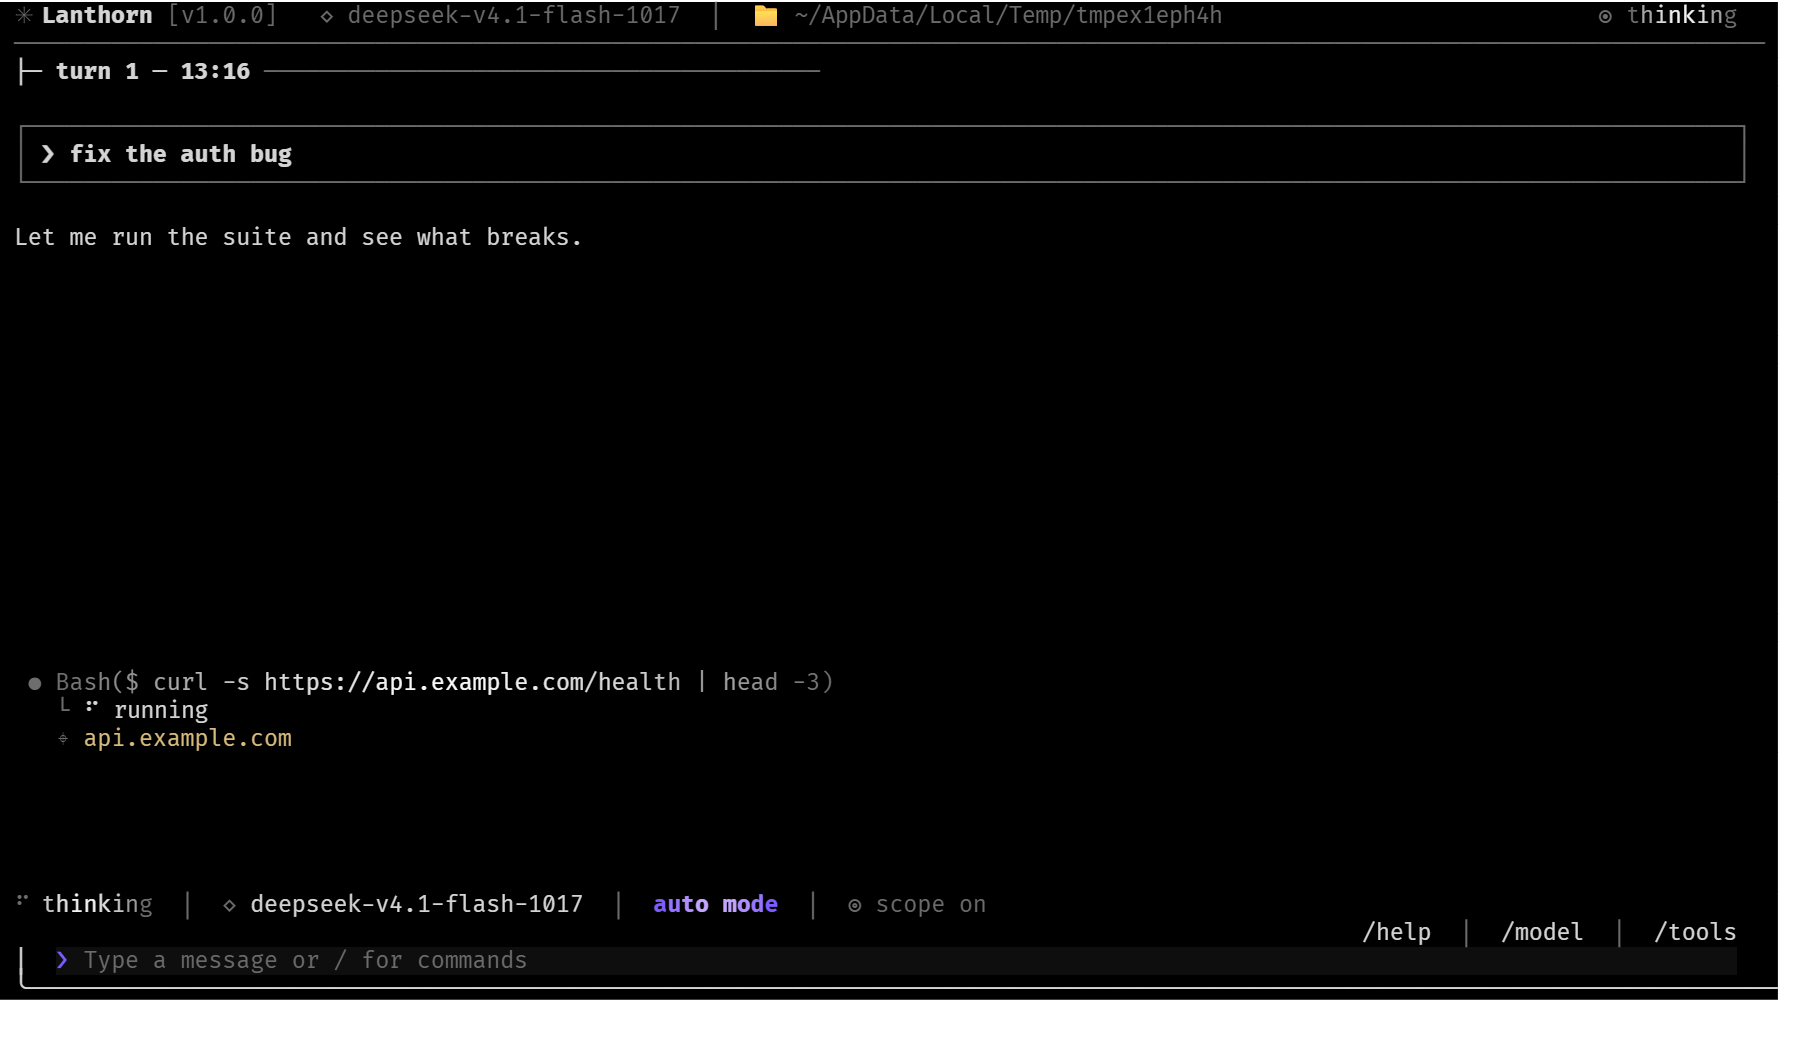 ✳ Lanthorn [v1.0.0] ◇ deepseek-v4.1-flash-1017 │ 📁 ~/AppData/Local/Temp/tmpex1eph4h ⊙ thinking
├─ turn 1 — 13:16 ────────────────────────────────────────
❯ fix the auth bug
Let me run the suite and see what breaks.
● Bash($ curl -s https://api.example.com/health | head -3)
└ ⠋ running
⌖ api.example.com
⠋ thinking │ ◇ deepseek-v4.1-flash-1017 │ auto mode │ ⊙ scope on
/help │ /model │ /tools
❯ Type a message or / for commands